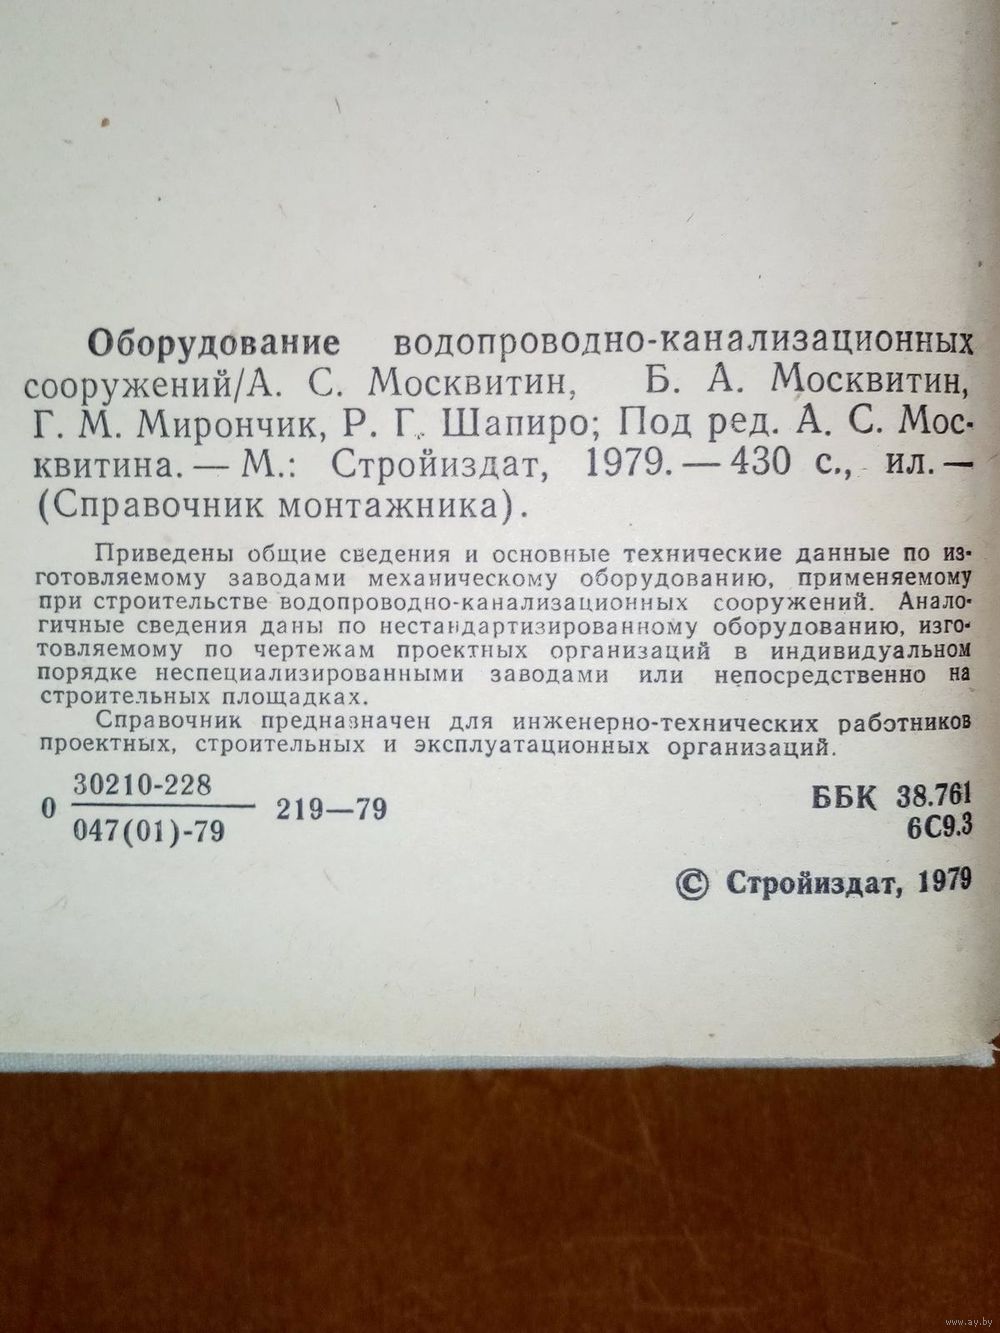 Оборудование водопроводно-канализационных
сооружений/А. С. Москвитин, Б. А. Москвитин,
Г. М. Мирончик, Р. Г. Шапиро; Под ред. А. С. Мос-
квитина. — М.: Стройиздат, 1979. — 430 с., ил. —
(Справочник монтажника).
Приведены общие сведения и основные технические данные по из-
готовляемому заводами механическому оборудованию, применяемому
при строительстве водопроводно-канализационных сооружений. Анало-
гичные сведения даны по нестандартизированному оборудованию, изго-
товляемому по чертежам проектных организаций в индивидуальном
порядке неспециализированными заводами или непосредственно на
строительных площадках.
Справочник предназначен для инженерно-технических работников
проектных, строительных и эксплуатационных организаций.
О 30210-228
047(01)-79 219—79
ББК 38.761
6С9.3
© Стройиздат, 1979
www.ay.by